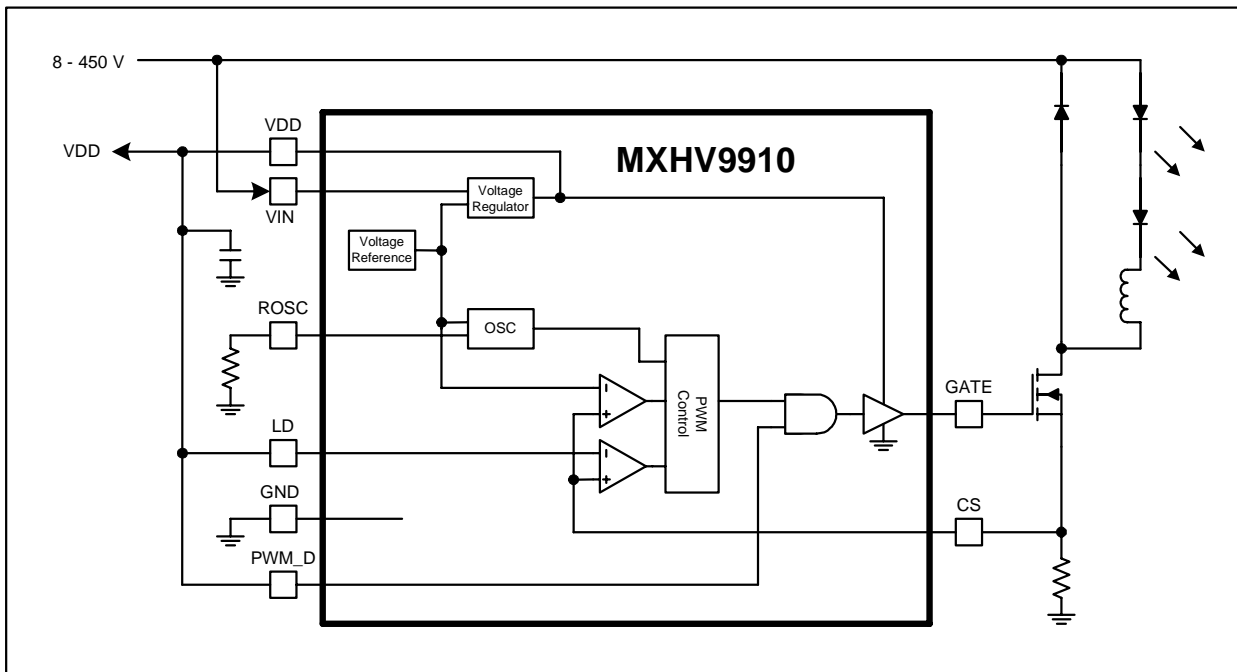 8 - 450 V
VDD
VDD
MXHV9910
VIN
Voltage
Regulator
Voltage
Reference
ROSC
OSC
PWM
Control
GATE
LD
GND
CS
PWM_D